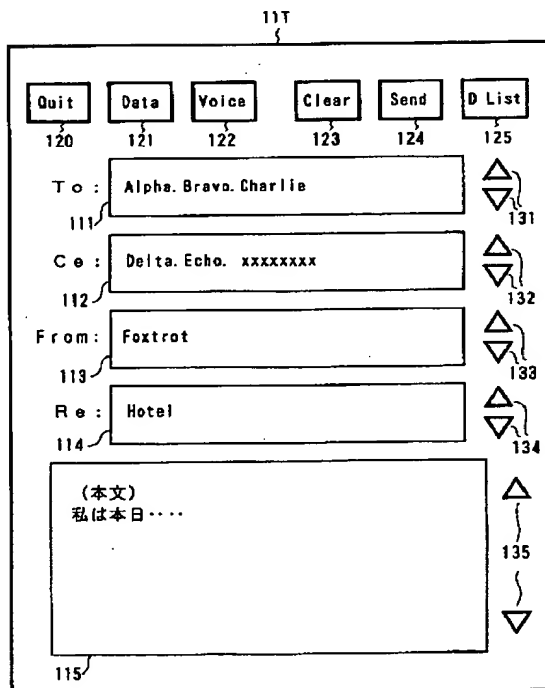 11T
Quit Data Voice Clear Send D List
120 121 122 123 124 125
To: Alpha. Bravo. Charlie
111 131
Ce: Delta. Echo. xxxxxxxx
112 132
From: Foxtrot
113 133
Re: Hotel
114 134
(本文)
私は本日‥‥
135
115